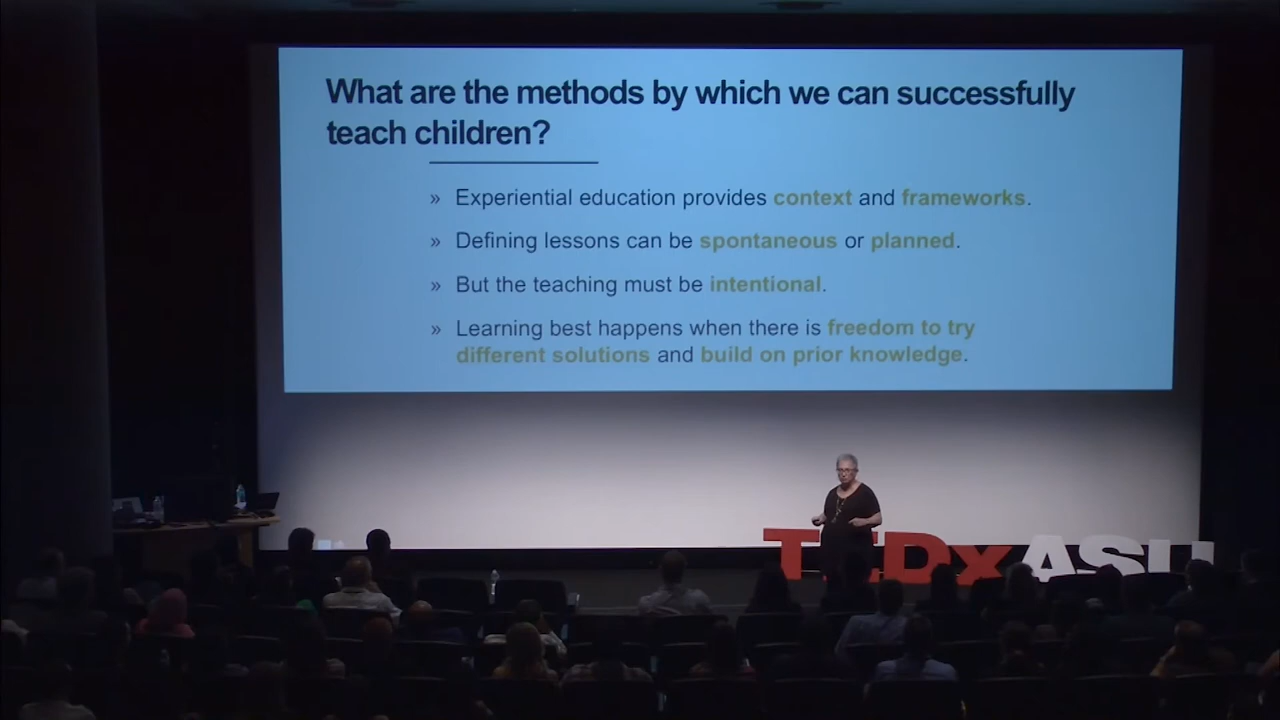 What are the methods by which we can successfully
teach children?
» Experiential education provides context and frameworks.
» Defining lessons can be spontaneous or planned.
» But the teaching must be intentional.
» Learning best happens when there is freedom to try
different solutions and build on prior knowledge.
TEDxASU